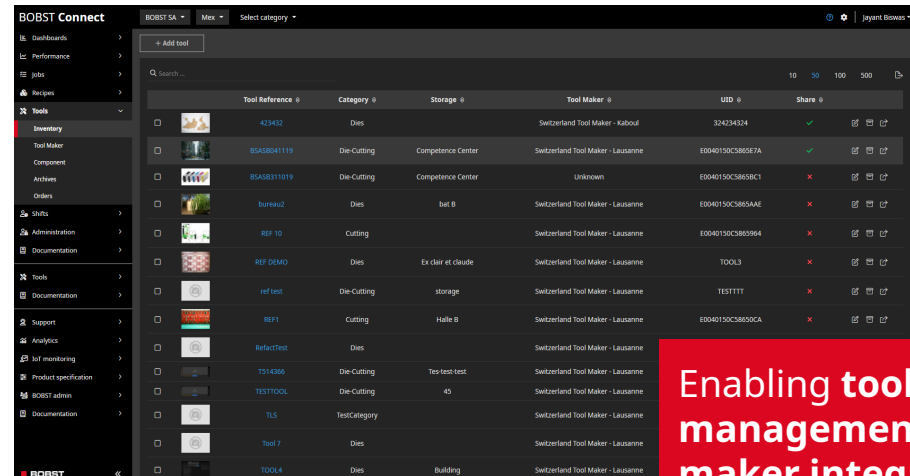 BOBST Connect
BOBST SA Mex Select category Jayant Biswas
Dashboards
Performance
Jobs
Recipes
Tools
Inventory
Tool Maker
Component
Archives
Orders
Shifts
Administration
Documentation
Tools
Documentation
Support
Analytics
IoT monitoring
Product specification
BOBST admin
Documentation
BOBST
+ Add tool
Search ... 10 50 100 500
Tool Reference Category Storage Tool Maker UID Share
423432 Dies Switzerland Tool Maker - Kaboul 324234324
BSASB041119 Die-Cutting Competence Center Switzerland Tool Maker - Lausanne E0040150C5865E7A
BSASB311019 Die-Cutting Competence Center Unknown E0040150C5865BC1
bureau2 Dies bat B Switzerland Tool Maker - Lausanne E0040150C5865AAE
REF 10 Cutting Switzerland Tool Maker - Lausanne E0040150C5865964
REF DEMO Dies Ex clair et claude Switzerland Tool Maker - Lausanne TOOL3
ref test Die-Cutting storage Switzerland Tool Maker - Lausanne TESTTTT
REF1 Cutting Halle B Switzerland Tool Maker - Lausanne E0040150C58650CA
RefactTest Dies Switzerland Tool Maker - Lausanne
T514366 Die-Cutting Tes-test-test Switzerland Tool Maker - Lausanne
TESTTOOL Die-Cutting 45 Switzerland Tool Maker - Lausanne
TLS TestCategory Switzerland Tool Maker - Lausanne
Tool 7 Dies Switzerland Tool Maker - Lausanne
TOOL4 Dies Building Switzerland Tool Maker - Lausanne
Enabling tool
managemen
maker integ